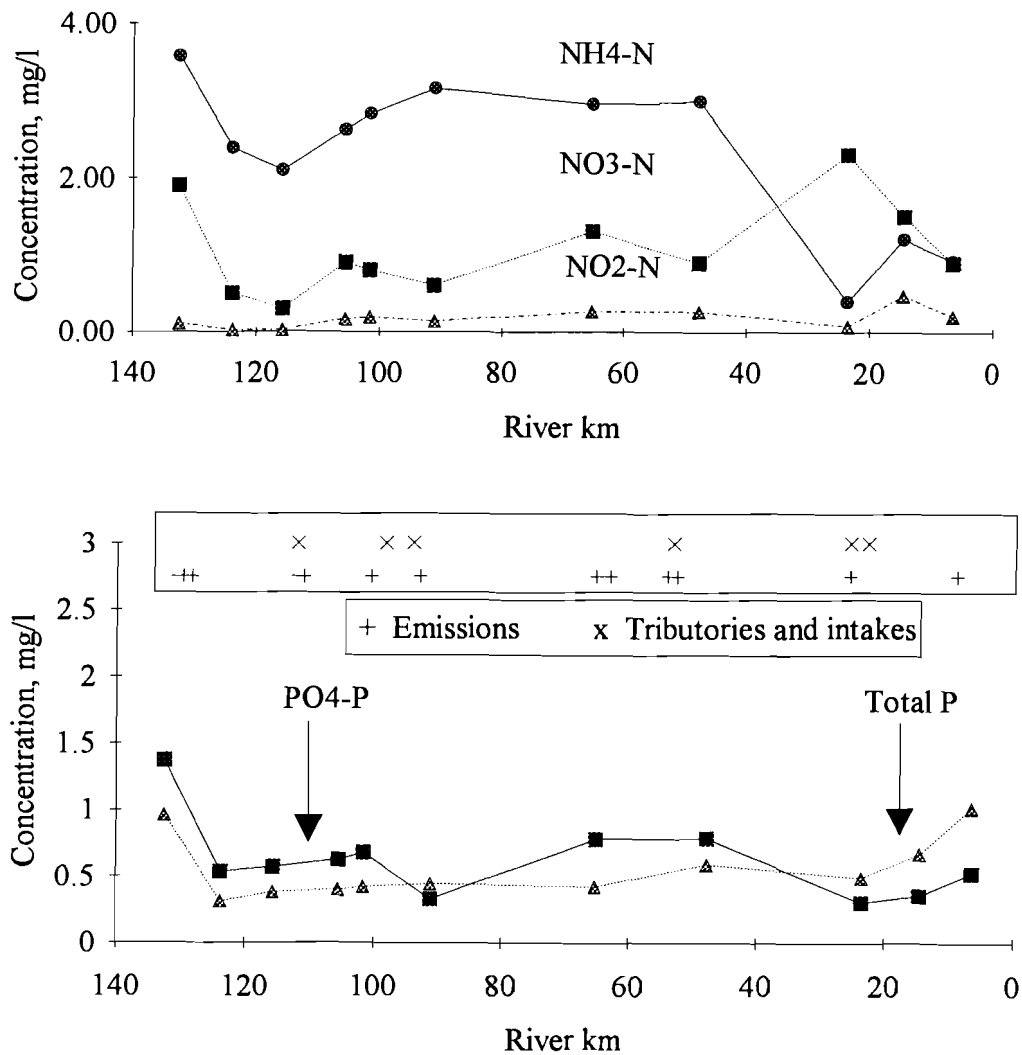 4.00
NH4-N
NO3-N
2.00
NO2-N
0.00
Concentration, mg/l
140 120 100 80 60 40 20 0
River km
3
2.5
+ Emissions x Tributories and intakes
2
PO4-P Total P
1.5
1
0.5
0
Concentration, mg/l
140 120 100 80 60 40 20 0
River km